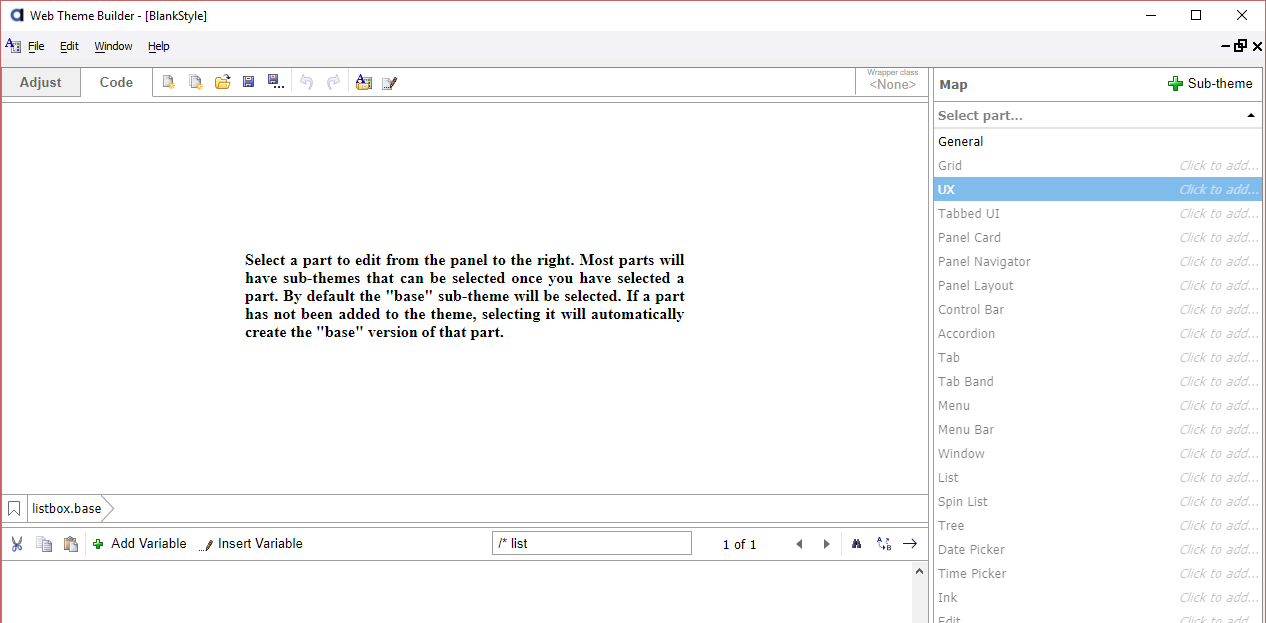 Web Theme Builder - [BlankStyle]
File Edit Window Help
Adjust Code Wrapper class <None>
Map Sub-theme
Select part...
General
Grid Click to add...
UX Click to add...
Tabbed UI Click to add...
Panel Card Click to add...
Panel Navigator Click to add...
Panel Layout Click to add...
Control Bar Click to add...
Accordion Click to add...
Tab Click to add...
Tab Band Click to add...
Menu Click to add...
Menu Bar Click to add...
Window Click to add...
List Click to add...
Spin List Click to add...
Tree Click to add...
Date Picker Click to add...
Time Picker Click to add...
Ink Click to add...
Edit Click to add...
Select a part to edit from the panel to the right. Most parts will
have sub-themes that can be selected once you have selected a
part. By default the "base" sub-theme will be selected. If a part
has not been added to the theme, selecting it will automatically
create the "base" version of that part.
listbox.base
Add Variable Insert Variable /* list 1 of 1